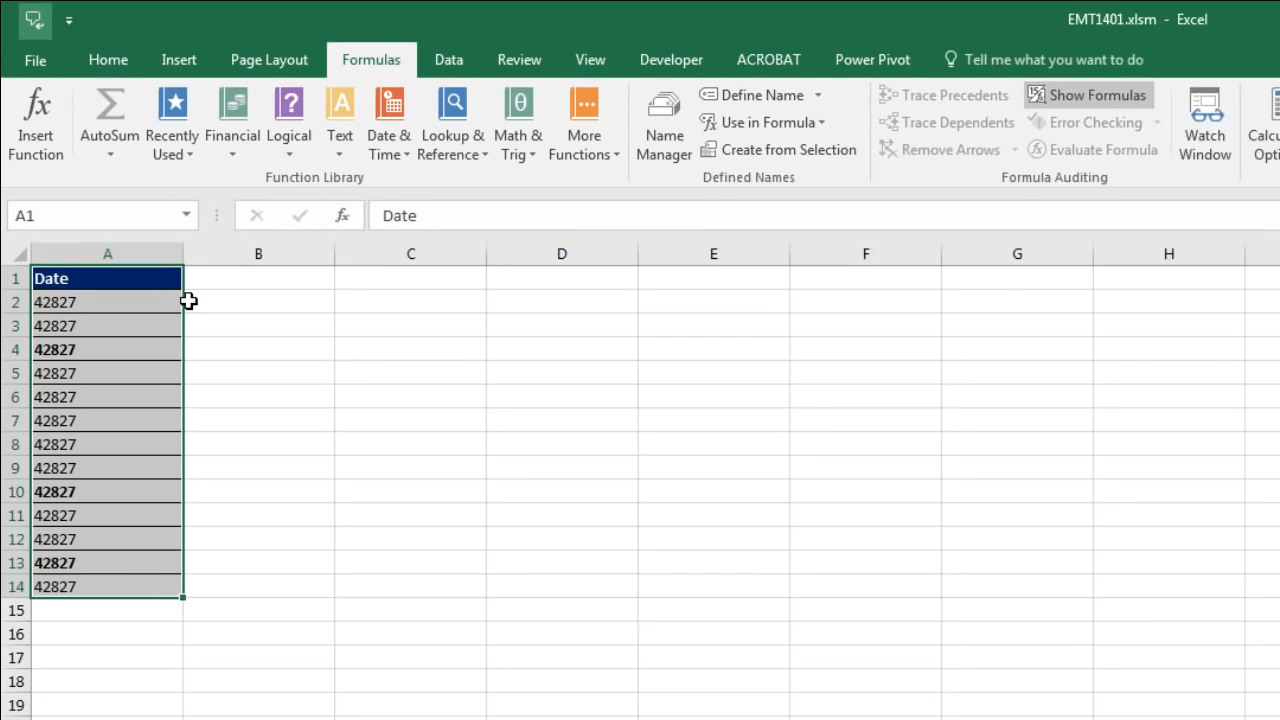 EMT1401.xlsm - Excel
File Home Insert Page Layout Formulas Data Review View Developer ACROBAT Power Pivot Tell me what you want to do
Insert Function
AutoSum
Recently Used
Financial
Logical
Text
Date & Time
Lookup & Reference
Math & Trig
More Functions
Function Library
Name Manager
Define Name
Use in Formula
Create from Selection
Defined Names
Trace Precedents
Trace Dependents
Remove Arrows
Show Formulas
Error Checking
Evaluate Formula
Formula Auditing
Watch Window
A1 fx Date
A B C D E F G H
1 Date
2 42827
3 42827
4 42827
5 42827
6 42827
7 42827
8 42827
9 42827
10 42827
11 42827
12 42827
13 42827
14 42827
15
16
17
18
19